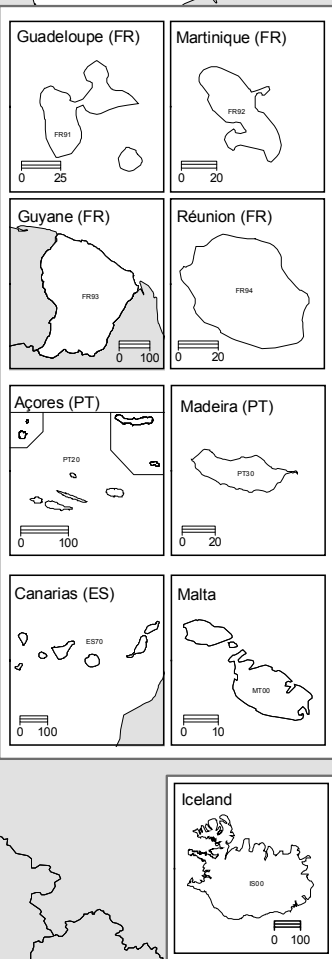 Guadeloupe (FR)
FR91
0 25
Martinique (FR)
FR92
0 20
Guyane (FR)
FR93
0 100
Réunion (FR)
FR94
0 20
Açores (PT)
PT20
0 100
Madeira (PT)
PT30
0 20
Canarias (ES)
ES70
0 100
Malta
MT00
0 10
Iceland
IS00
0 100